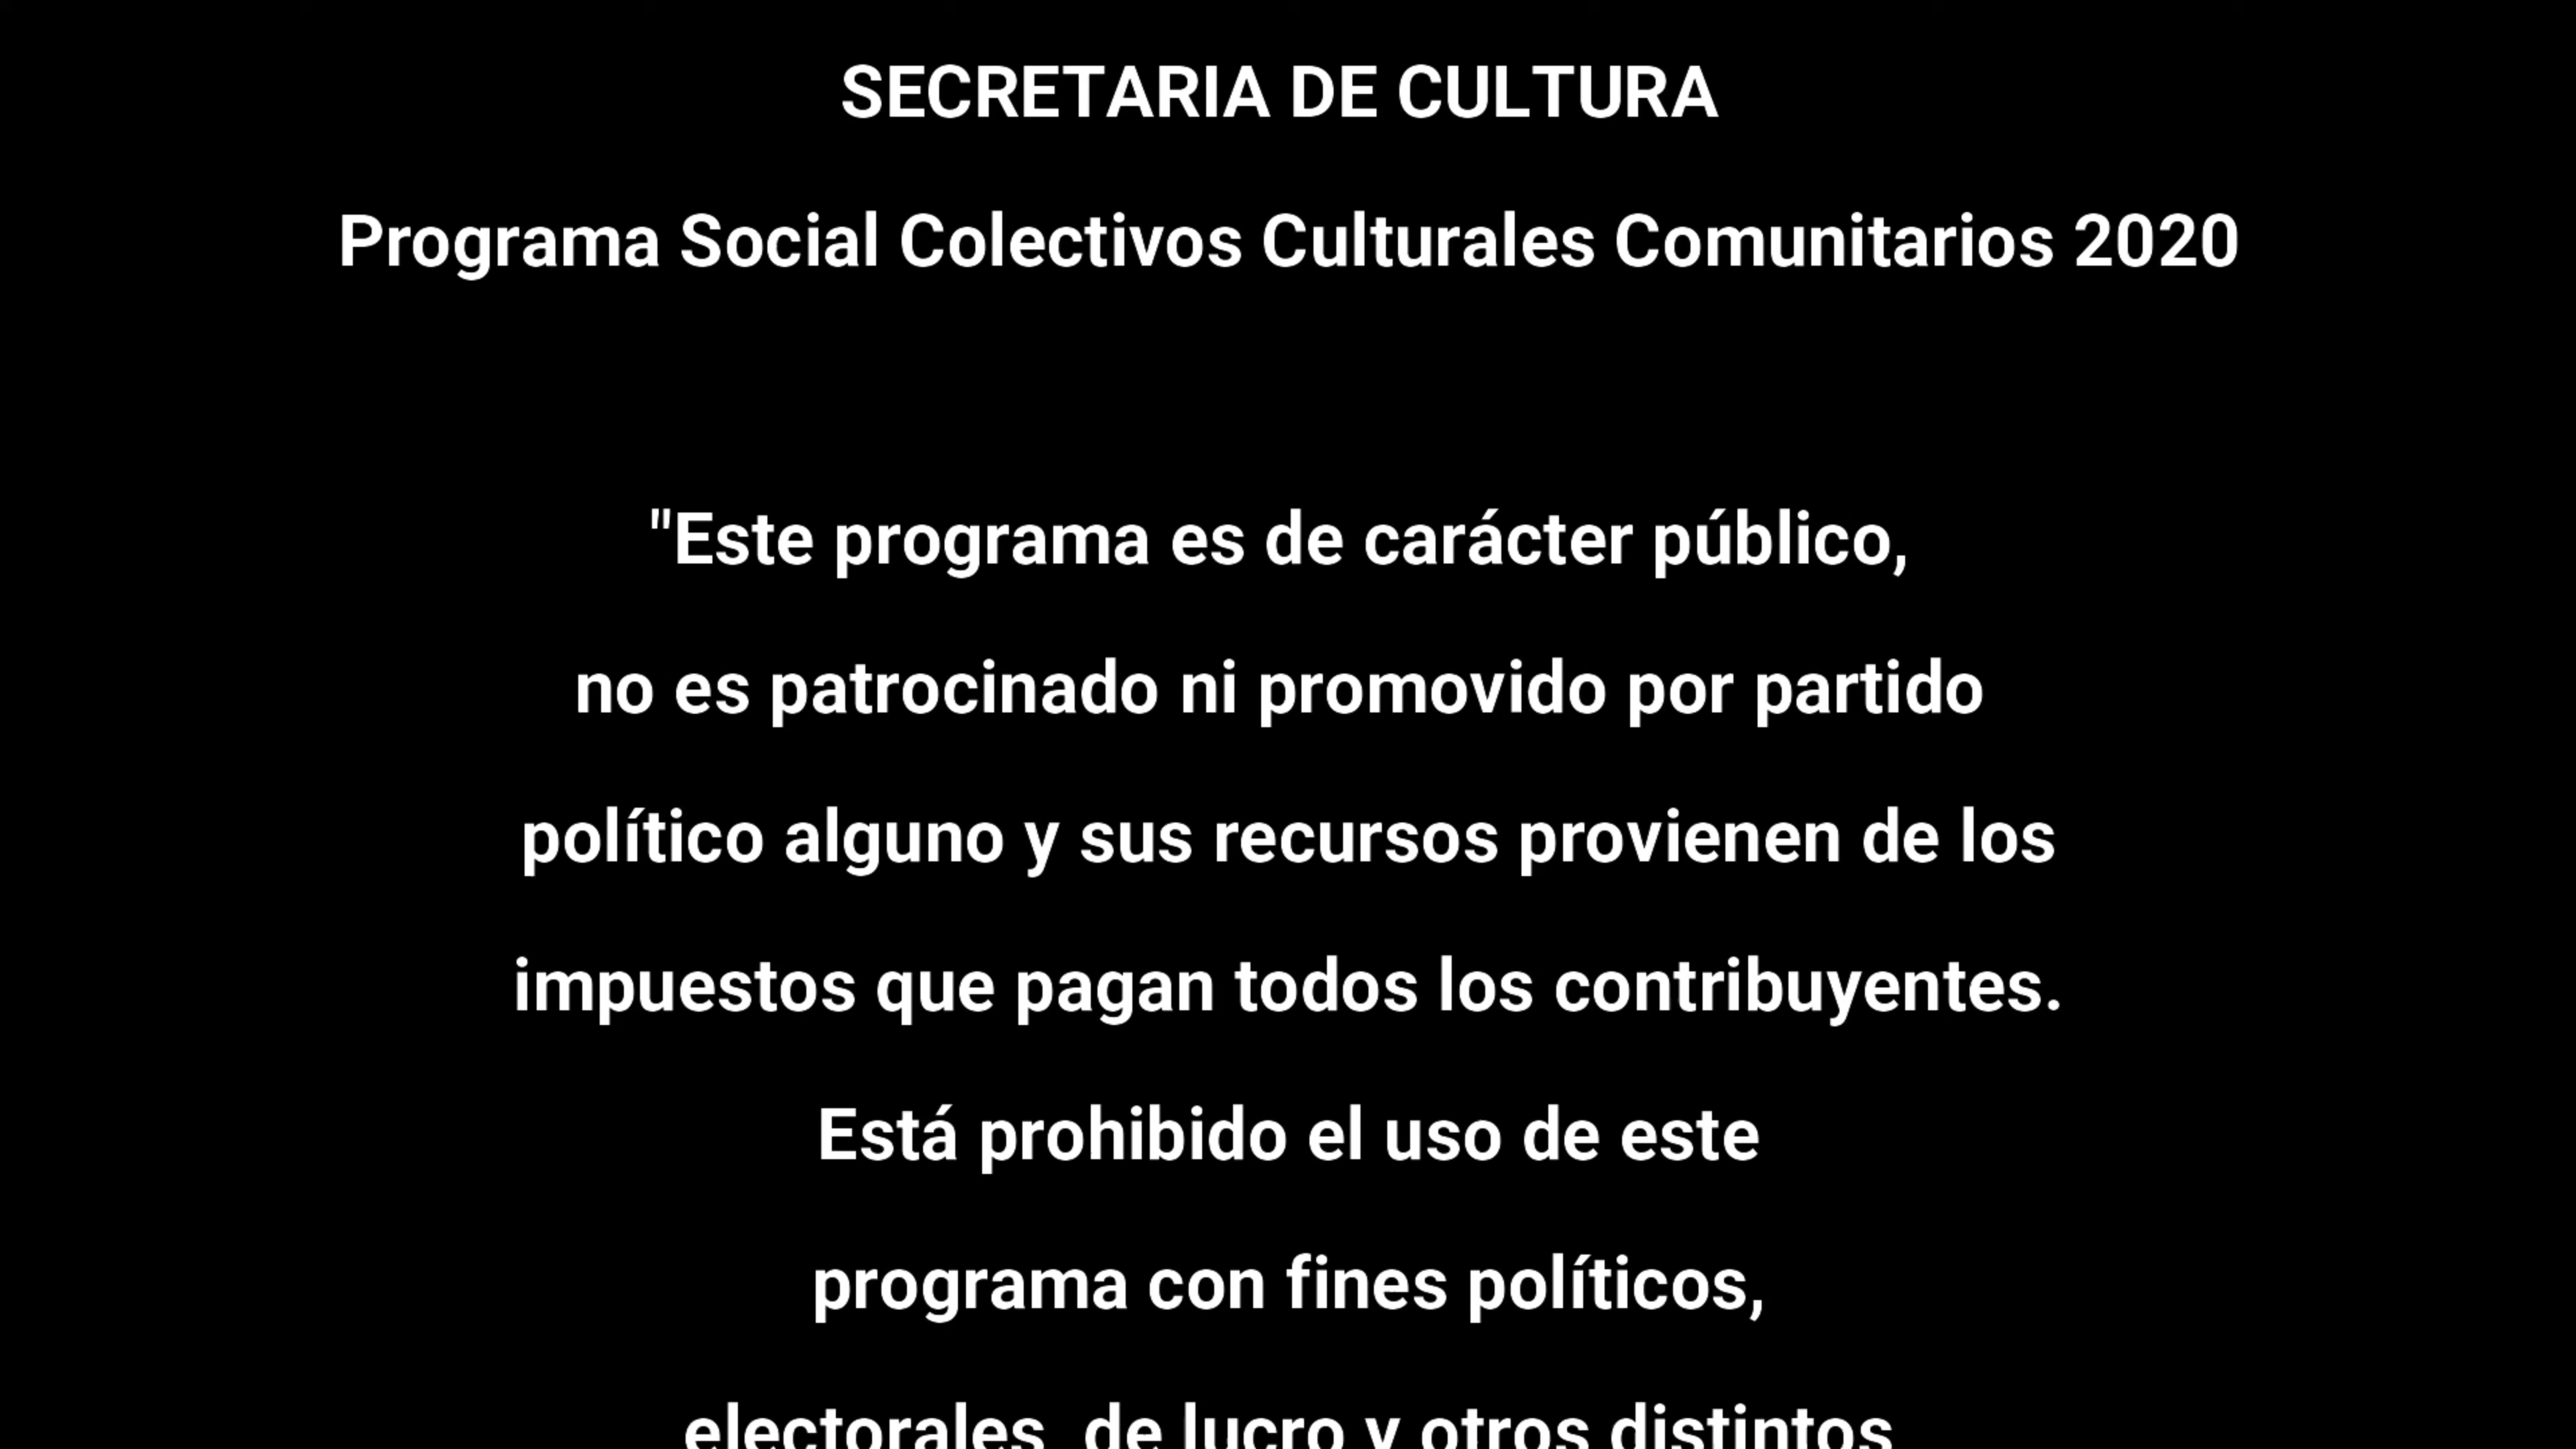 SECRETARIA DE CULTURA
Programa Social Colectivos Culturales Comunitarios 2020
"Este programa es de carácter público,
no es patrocinado ni promovido por partido
político alguno y sus recursos provienen de los
impuestos que pagan todos los contribuyentes.
Está prohibido el uso de este
programa con fines políticos,
electorales, de lucro y otros distintos